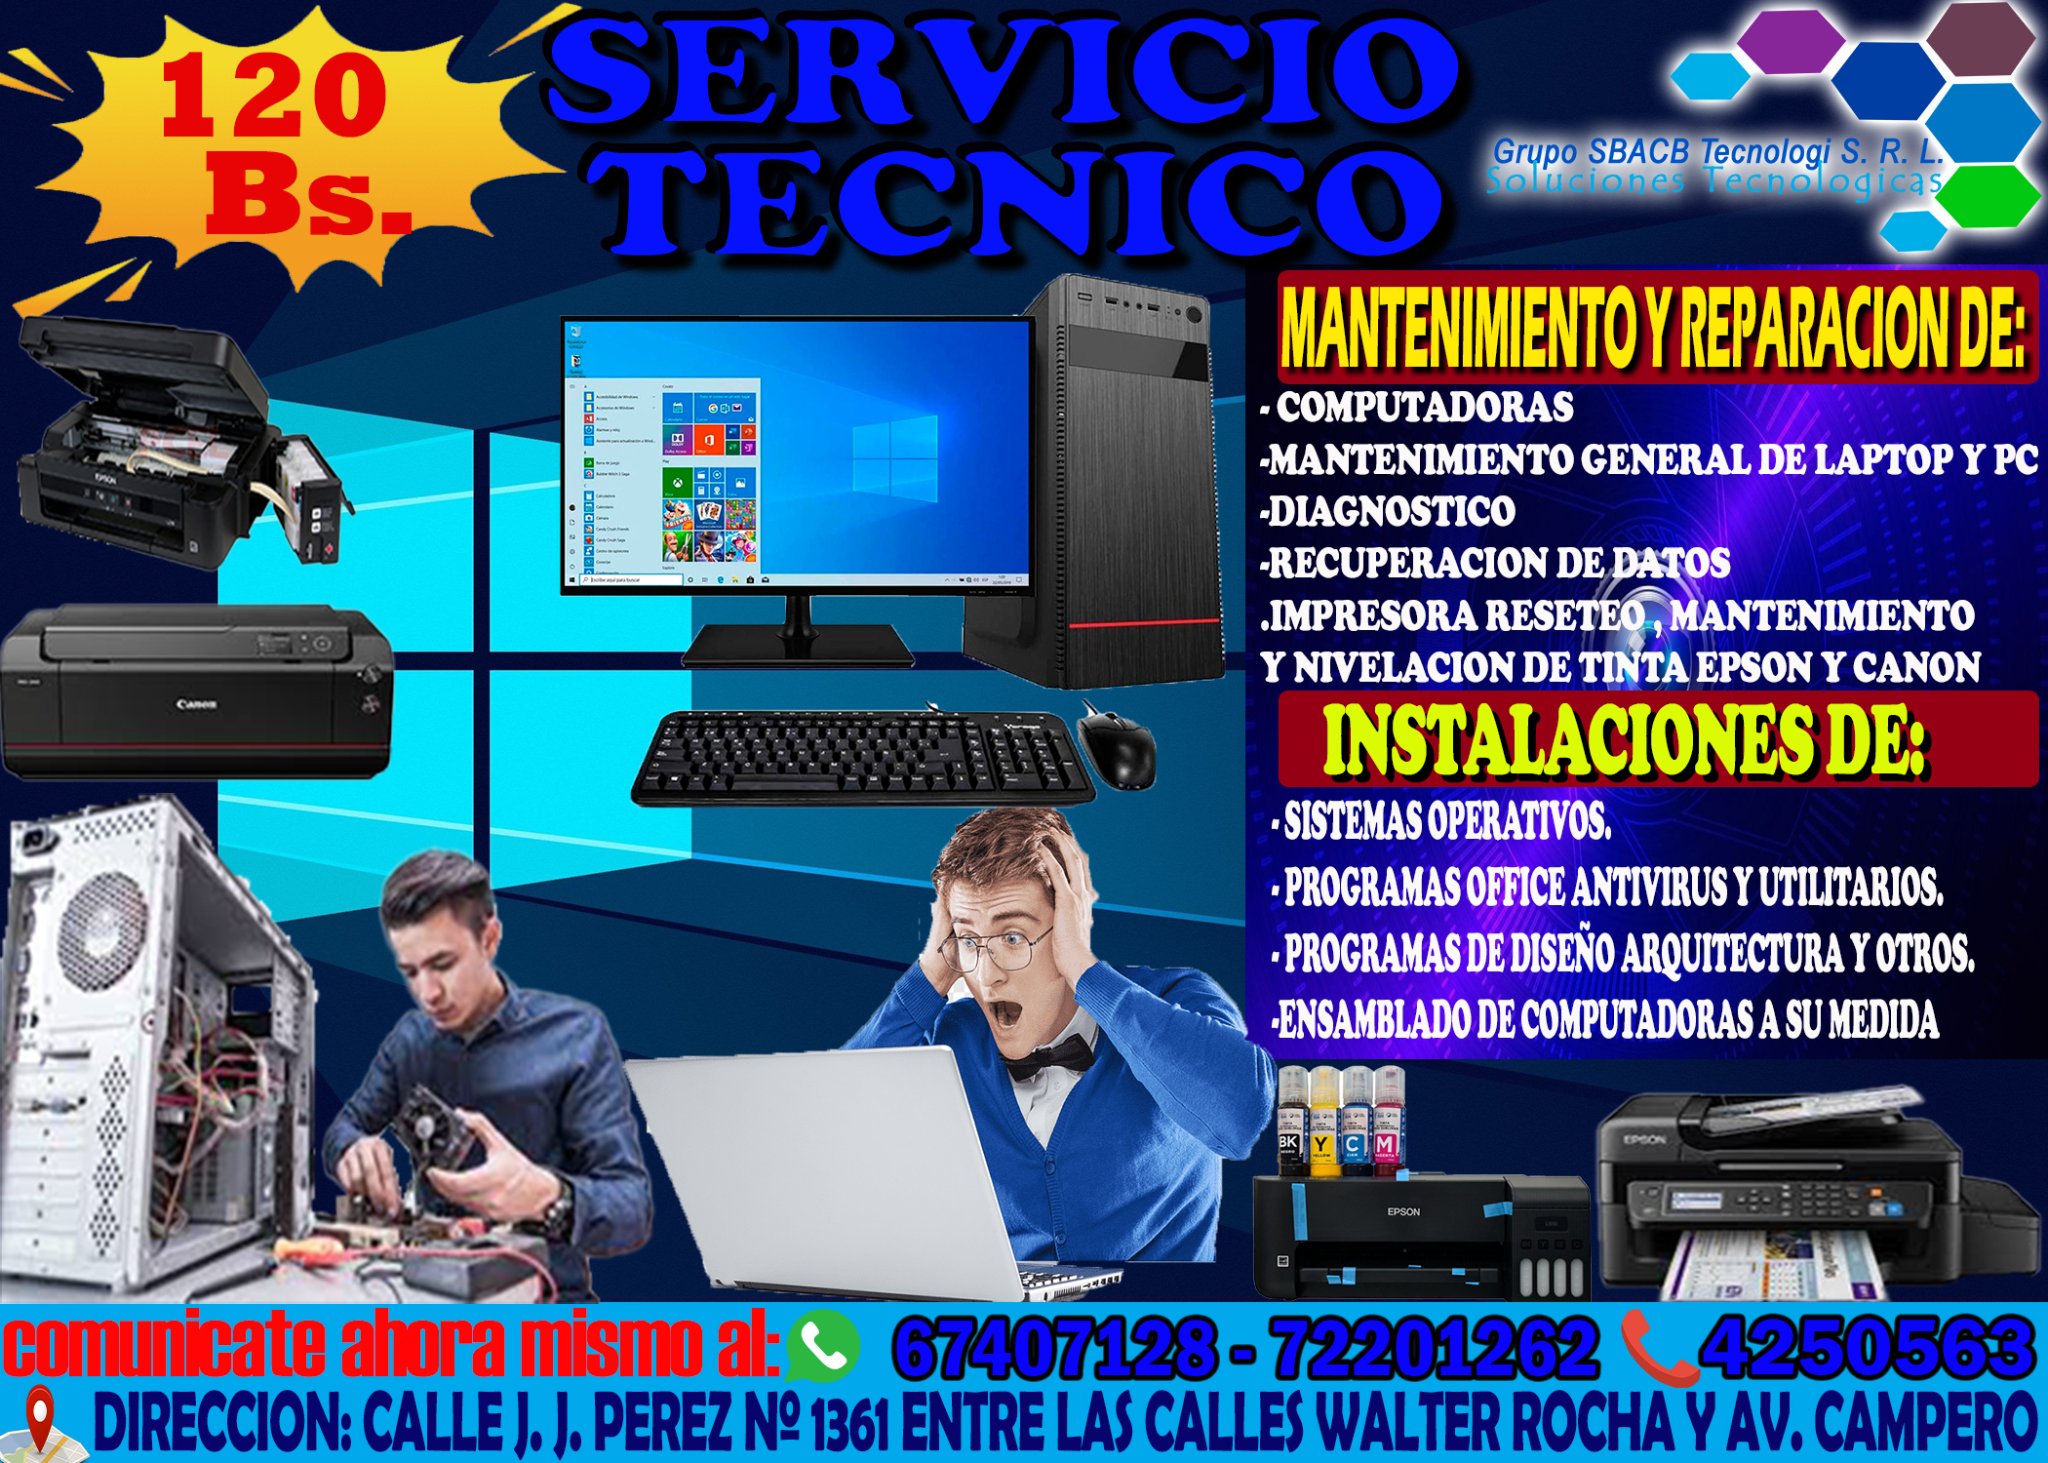 120
Bs.
SERVICIO
TECNICO
Grupo SBACB Tecnologi S. R. L.
Soluciones Tecnologicas
MANTENIMIENTO Y REPARACION DE:
- COMPUTADORAS
-MANTENIMIENTO GENERAL DE LAPTOP Y PC
-DIAGNOSTICO
-RECUPERACION DE DATOS
.IMPRESORA RESETEO , MANTENIMIENTO
Y NIVELACION DE TINTA EPSON Y CANON
INSTALACIONES DE:
- SISTEMAS OPERATIVOS.
- PROGRAMAS OFFICE ANTIVIRUS Y UTILITARIOS.
- PROGRAMAS DE DISEÑO ARQUITECTURA Y OTROS.
-ENSAMBLADO DE COMPUTADORAS A SU MEDIDA
EPSON
Canon
BK Y C M
EPSON
EPSON
comunicate ahora mismo al: 67407128 - 72201262 4250563
DIRECCION: CALLE J. J. PEREZ Nº 1361 ENTRE LAS CALLES WALTER ROCHA Y AV. CAMPERO